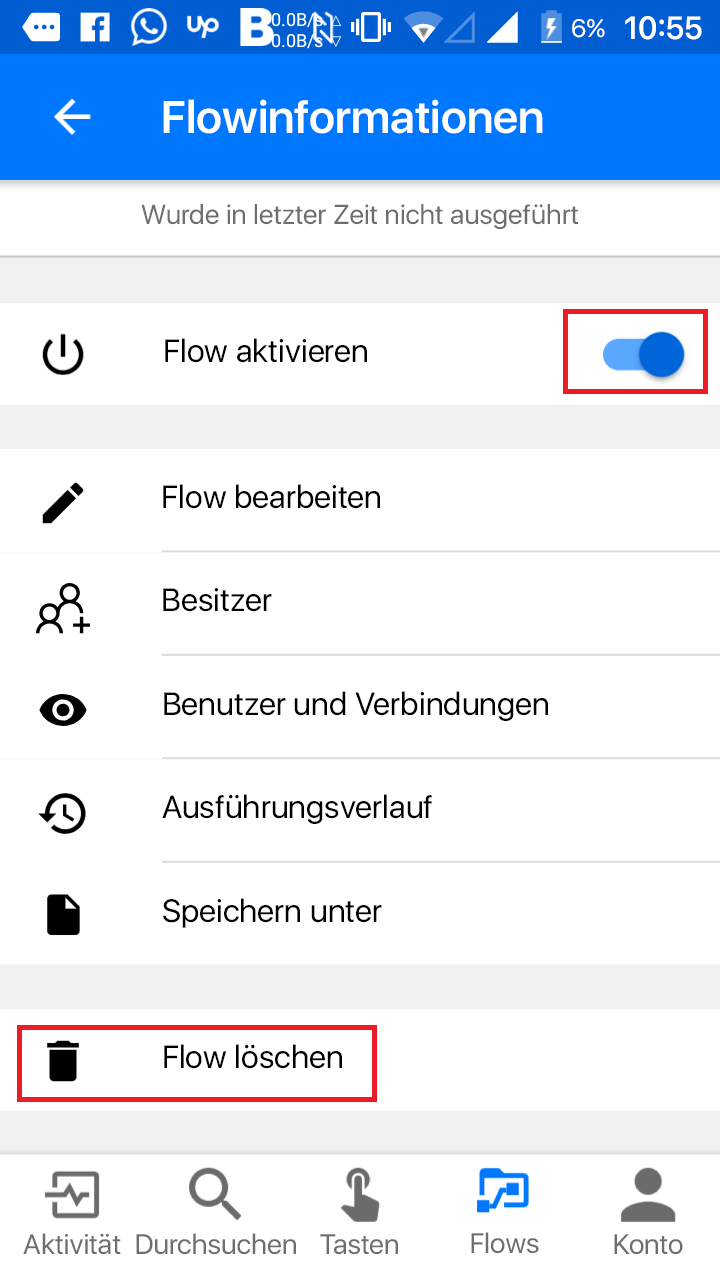 UP B 0.0B/s 6% 10:55
0.0B/s
Flowinformationen
Wurde in letzter Zeit nicht ausgeführt
Flow aktivieren
Flow bearbeiten
Besitzer
Benutzer und Verbindungen
Ausführungsverlauf
Speichern unter
Flow löschen
Aktivität Durchsuchen Tasten Flows Konto